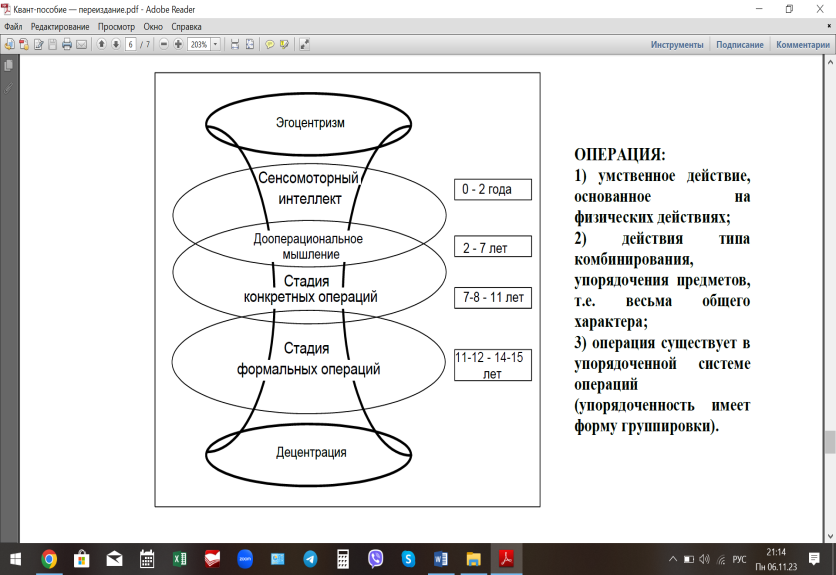 Квант-пособие — переиздание.pdf - Adobe Reader
Файл Редактирование Просмотр Окно Справка
6 / 7 203% Инструменты Подписание Комментарии
Эгоцентризм
Сенсомоторный
интеллект
0 - 2 года
Дооперациональное
мышление
2 - 7 лет
Стадия
конкретных операций
7-8 - 11 лет
Стадия
формальных операций
11-12 - 14-15
лет
Децентрация
ОПЕРАЦИЯ:
1) умственное действие,
основанное на
физических действиях;
2) действия типа
комбинирования,
упорядочения предметов,
т.е. весьма общего
характера;
3) операция существует в
упорядоченной системе
операций
(упорядоченность имеет
форму группировки).
zoom
РУС
21:14
Пн 06.11.23